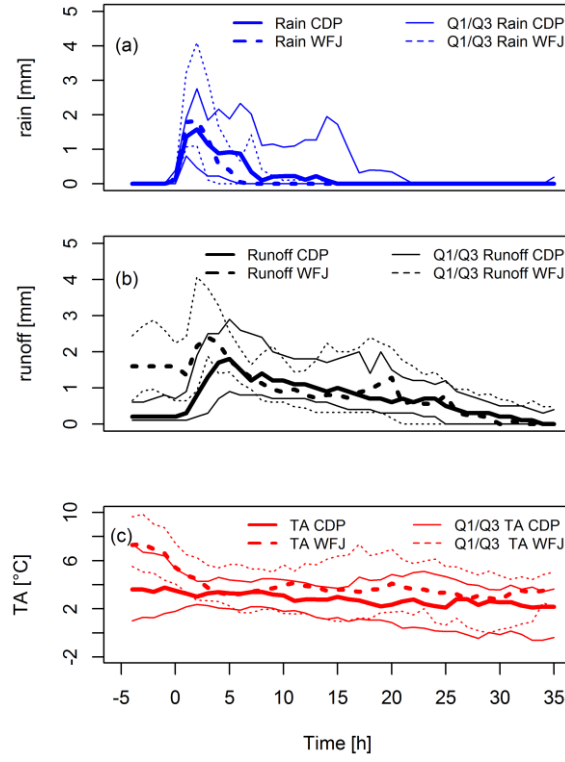 5
(a)
Rain CDP
Q1/Q3 Rain CDP
4
Rain WFJ
Q1/Q3 Rain WFJ
rain [mm]
3
2
1
0
5
(b)
Runoff CDP
Q1/Q3 Runoff CDP
4
Runoff WFJ
Q1/Q3 Runoff WFJ
runoff [mm]
3
2
1
0
10
(c)
TA CDP
Q1/Q3 TA CDP
TA WFJ
Q1/Q3 TA WFJ
TA [°C]
6
2
-2
-5 0 5 10 15 20 25 30 35
Time [h]